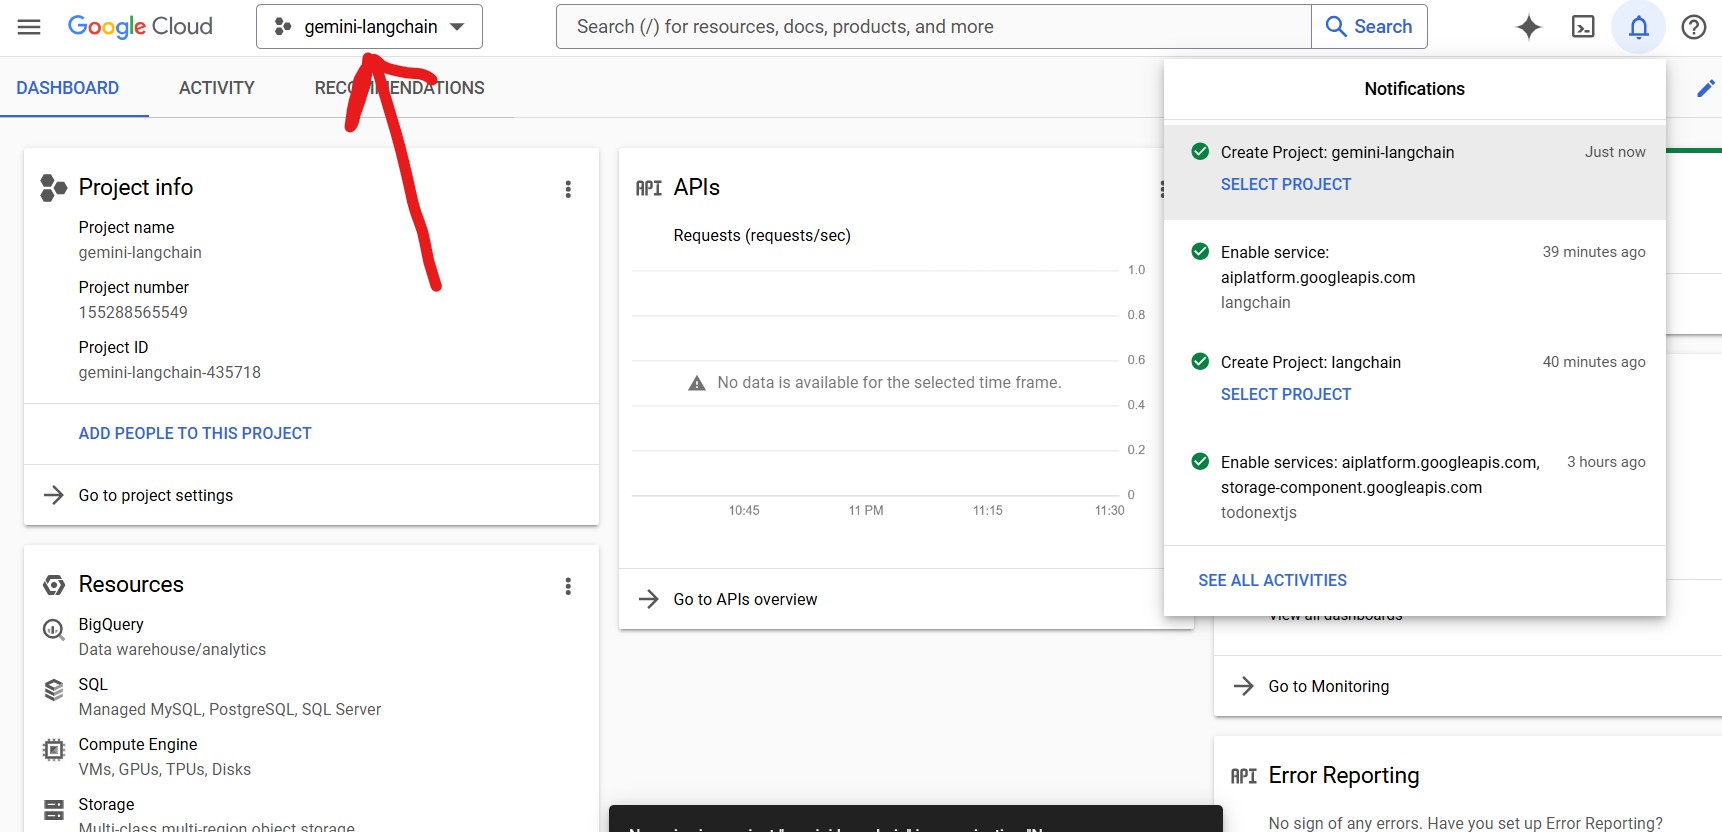 Google Cloud
gemini-langchain
Search (/) for resources, docs, products, and more
Search
DASHBOARD
ACTIVITY
RECOMMENDATIONS
Project info
Project name
gemini-langchain
Project number
155288565549
Project ID
gemini-langchain-435718
ADD PEOPLE TO THIS PROJECT
Go to project settings
Resources
BigQuery
Data warehouse/analytics
SQL
Managed MySQL, PostgreSQL, SQL Server
Compute Engine
VMs, GPUs, TPUs, Disks
Storage
Multi-class multi-region object storage
API APIs
Requests (requests/sec)
1.0
0.8
0.6
No data is available for the selected time frame.
0.4
0.2
0
10:45 11 PM 11:15 11:30
Go to APIs overview
Notifications
Create Project: gemini-langchain Just now
SELECT PROJECT
Enable service: 39 minutes ago
aiplatform.googleapis.com
langchain
Create Project: langchain 40 minutes ago
SELECT PROJECT
Enable services: aiplatform.googleapis.com, 3 hours ago
storage-component.googleapis.com
todonextjs
SEE ALL ACTIVITIES
View all dashboards
Go to Monitoring
API Error Reporting
No sign of any errors. Have you set up Error Reporting?